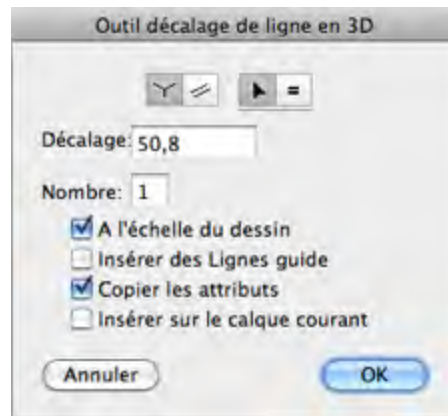 Outil décalage de ligne en 3D
=
Décalage: 50,8
Nombre: 1
A l'échelle du dessin
Insérer des Lignes guide
Copier les attributs
Insérer sur le calque courant
Annuler OK